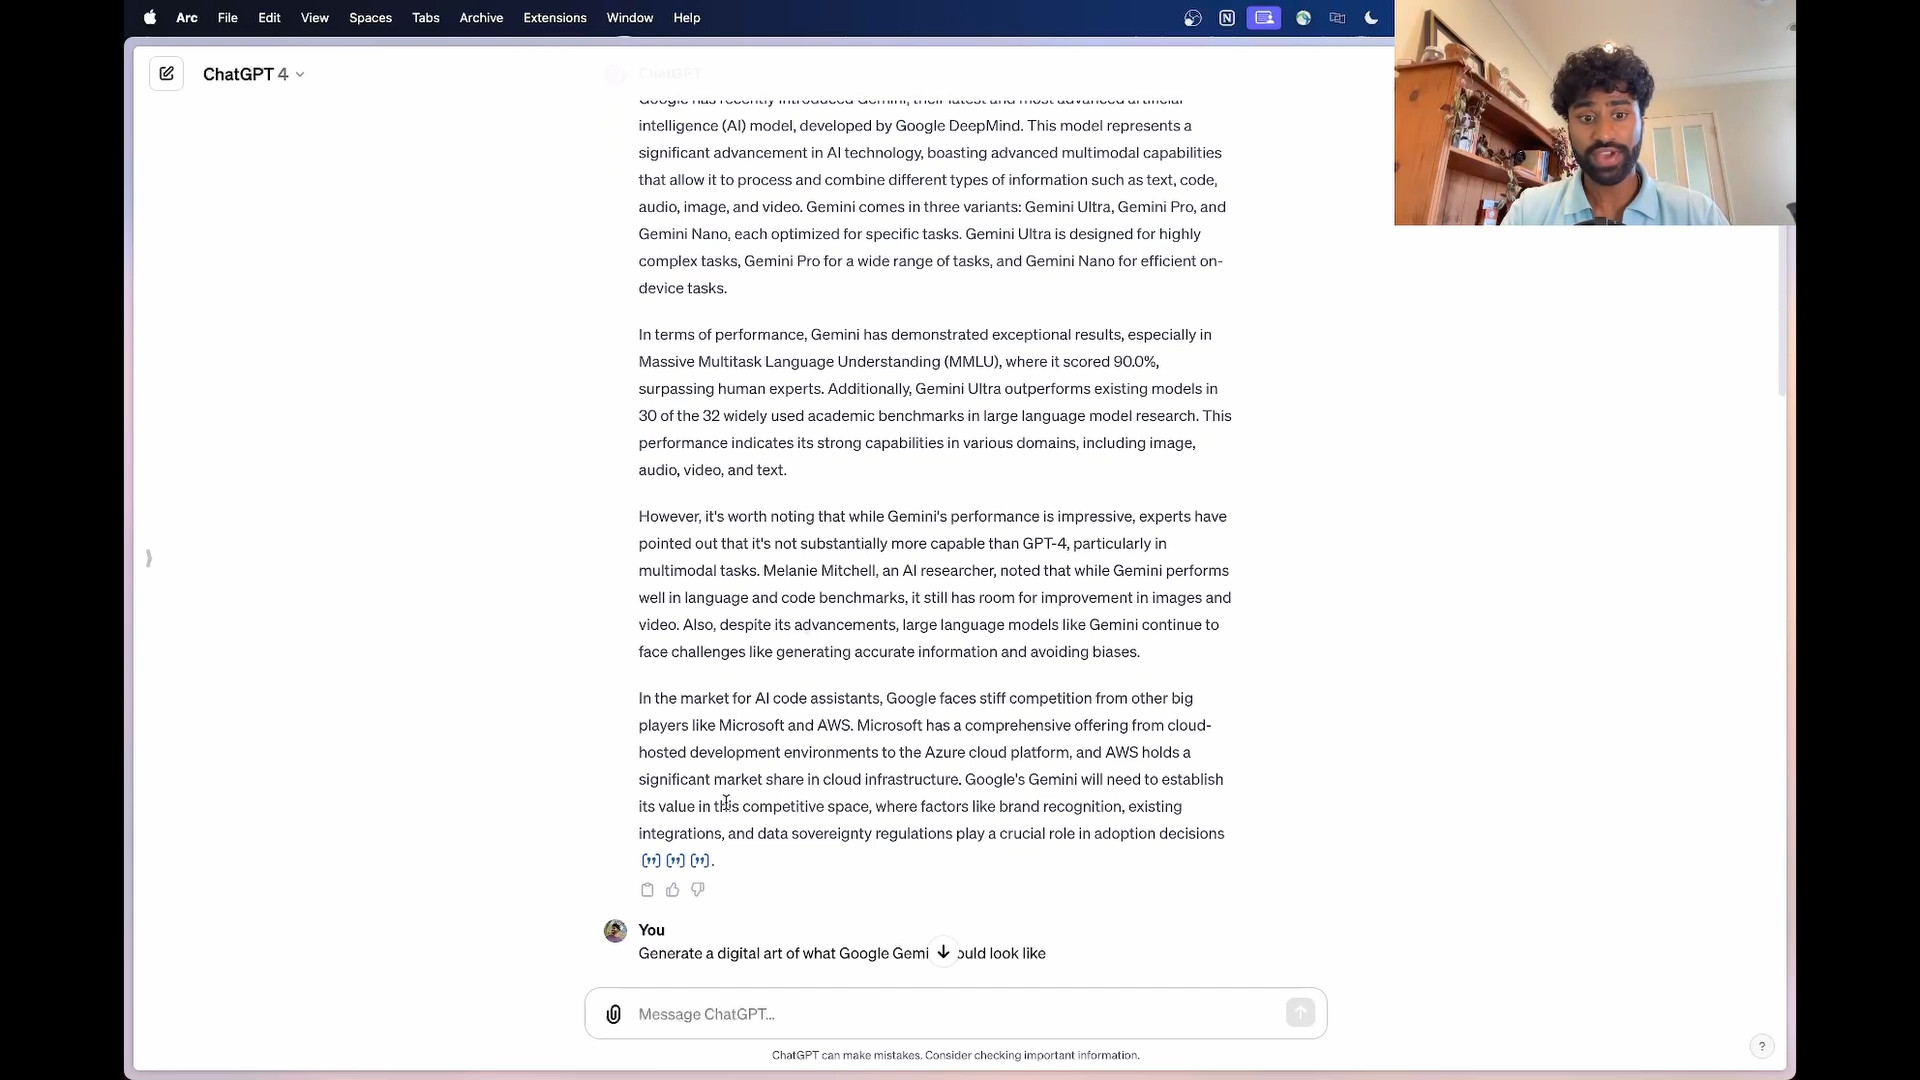 Arc File Edit View Spaces Tabs Archive Extensions Window Help
ChatGPT 4
ChatGPT
Google has recently introduced Gemini, their latest and most advanced artificial
intelligence (AI) model, developed by Google DeepMind. This model represents a
significant advancement in AI technology, boasting advanced multimodal capabilities
that allow it to process and combine different types of information such as text, code,
audio, image, and video. Gemini comes in three variants: Gemini Ultra, Gemini Pro, and
Gemini Nano, each optimized for specific tasks. Gemini Ultra is designed for highly
complex tasks, Gemini Pro for a wide range of tasks, and Gemini Nano for efficient on-
device tasks.
In terms of performance, Gemini has demonstrated exceptional results, especially in
Massive Multitask Language Understanding (MMLU), where it scored 90.0%,
surpassing human experts. Additionally, Gemini Ultra outperforms existing models in
30 of the 32 widely used academic benchmarks in large language model research. This
performance indicates its strong capabilities in various domains, including image,
audio, video, and text.
However, it's worth noting that while Gemini's performance is impressive, experts have
pointed out that it's not substantially more capable than GPT-4, particularly in
multimodal tasks. Melanie Mitchell, an AI researcher, noted that while Gemini performs
well in language and code benchmarks, it still has room for improvement in images and
video. Also, despite its advancements, large language models like Gemini continue to
face challenges like generating accurate information and avoiding biases.
In the market for AI code assistants, Google faces stiff competition from other big
players like Microsoft and AWS. Microsoft has a comprehensive offering from cloud-
hosted development environments to the Azure cloud platform, and AWS holds a
significant market share in cloud infrastructure. Google's Gemini will need to establish
its value in this competitive space, where factors like brand recognition, existing
integrations, and data sovereignty regulations play a crucial role in adoption decisions
["] ["] ["].
You
Generate a digital art of what Google Gemi ould look like
Message ChatGPT...
ChatGPT can make mistakes. Consider checking important information.
?